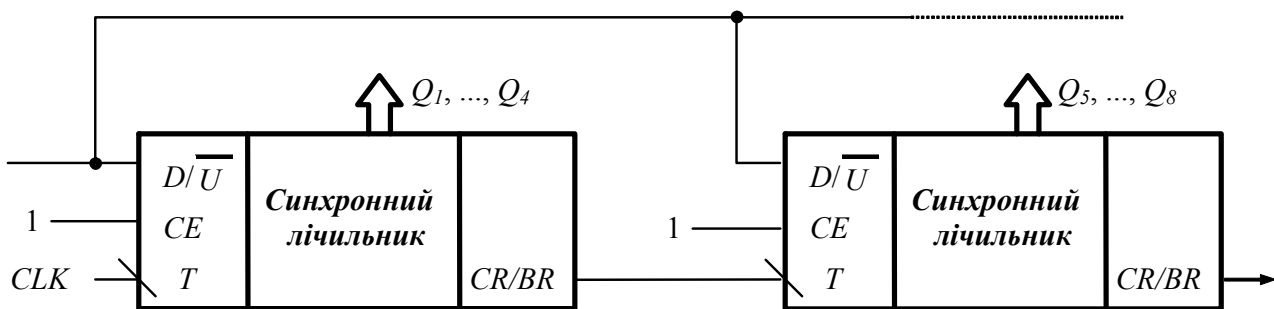 Q1, ..., Q4
Q5, ..., Q8
D/U̅
Синхронний
лічильник
1
CE
CLK
T
CR/BR
D/U̅
Синхронний
лічильник
1
CE
T
CR/BR